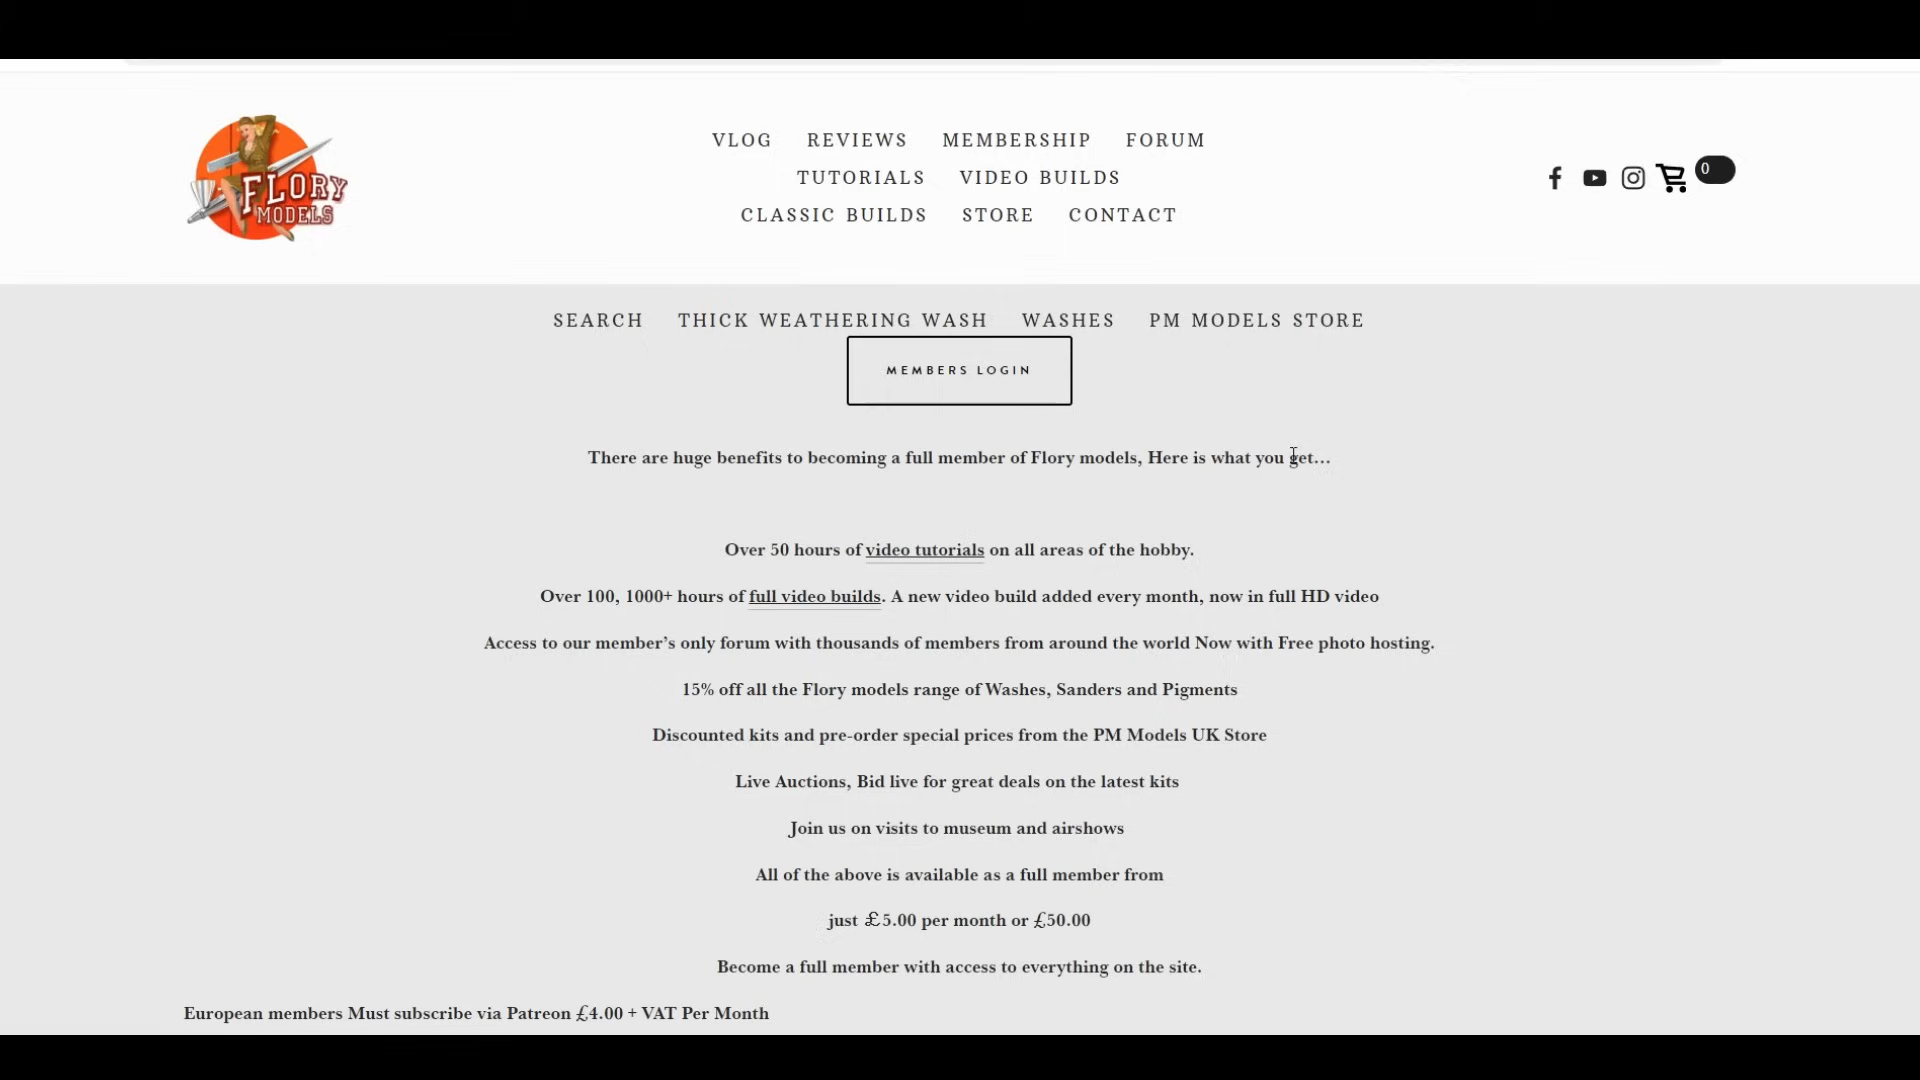 FLORY
MODELS
VLOG REVIEWS MEMBERSHIP FORUM
TUTORIALS VIDEO BUILDS
CLASSIC BUILDS STORE CONTACT
0
SEARCH THICK WEATHERING WASH WASHES PM MODELS STORE
MEMBERS LOGIN
There are huge benefits to becoming a full member of Flory models, Here is what you get...
Over 50 hours of video tutorials on all areas of the hobby.
Over 100, 1000+ hours of full video builds. A new video build added every month, now in full HD video
Access to our member’s only forum with thousands of members from around the world Now with Free photo hosting.
15% off all the Flory models range of Washes, Sanders and Pigments
Discounted kits and pre-order special prices from the PM Models UK Store
Live Auctions, Bid live for great deals on the latest kits
Join us on visits to museum and airshows
All of the above is available as a full member from
just £5.00 per month or £50.00
Become a full member with access to everything on the site.
European members Must subscribe via Patreon £4.00 + VAT Per Month